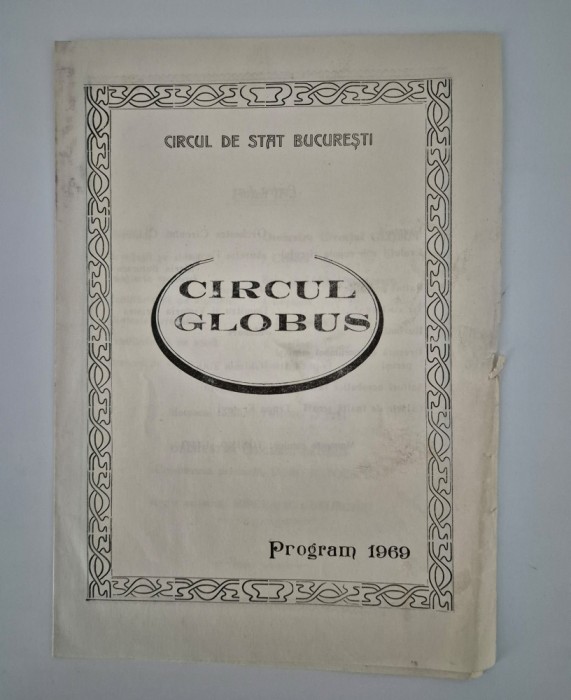 CIRCUL DE STAT BUCUREȘTI
CIRCUL
GLOBUS
Program 1969